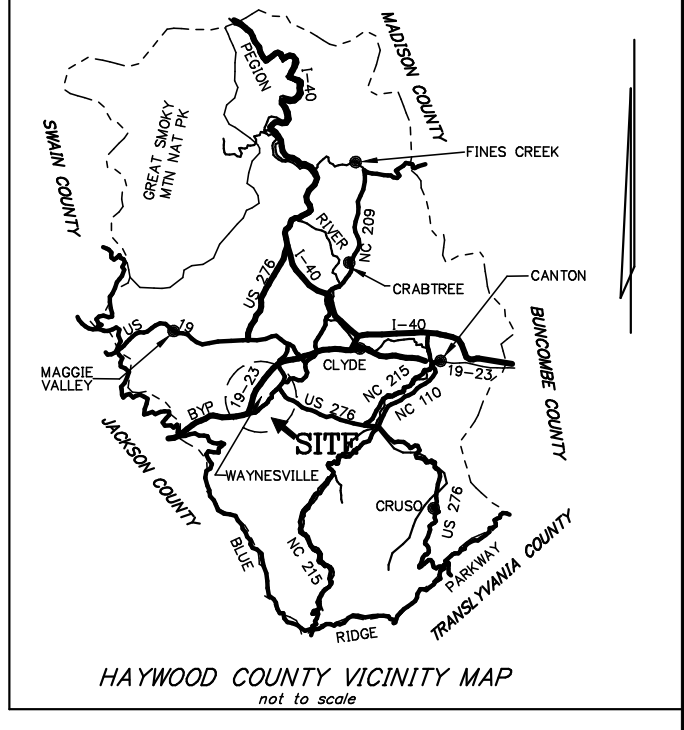 MADISON COUNTY
PEGION
I-40
SWAIN COUNTY
GREAT SMOKY
MTN NAT PK
FINES CREEK
RIVER
NC 209
US 276
I-40
CRABTREE
CANTON
US 19
I-40
BUNCOMBE COUNTY
MAGGIE
VALLEY
CLYDE
19-23
19-23
BYP
US 276
NC 215
NC 110
JACKSON COUNTY
SITE
WAYNESVILLE
CRUSO
US 276
BLUE
NC 215
PARKWAY
TRANSLYVANIA COUNTY
RIDGE
HAYWOOD COUNTY VICINITY MAP
not to scale